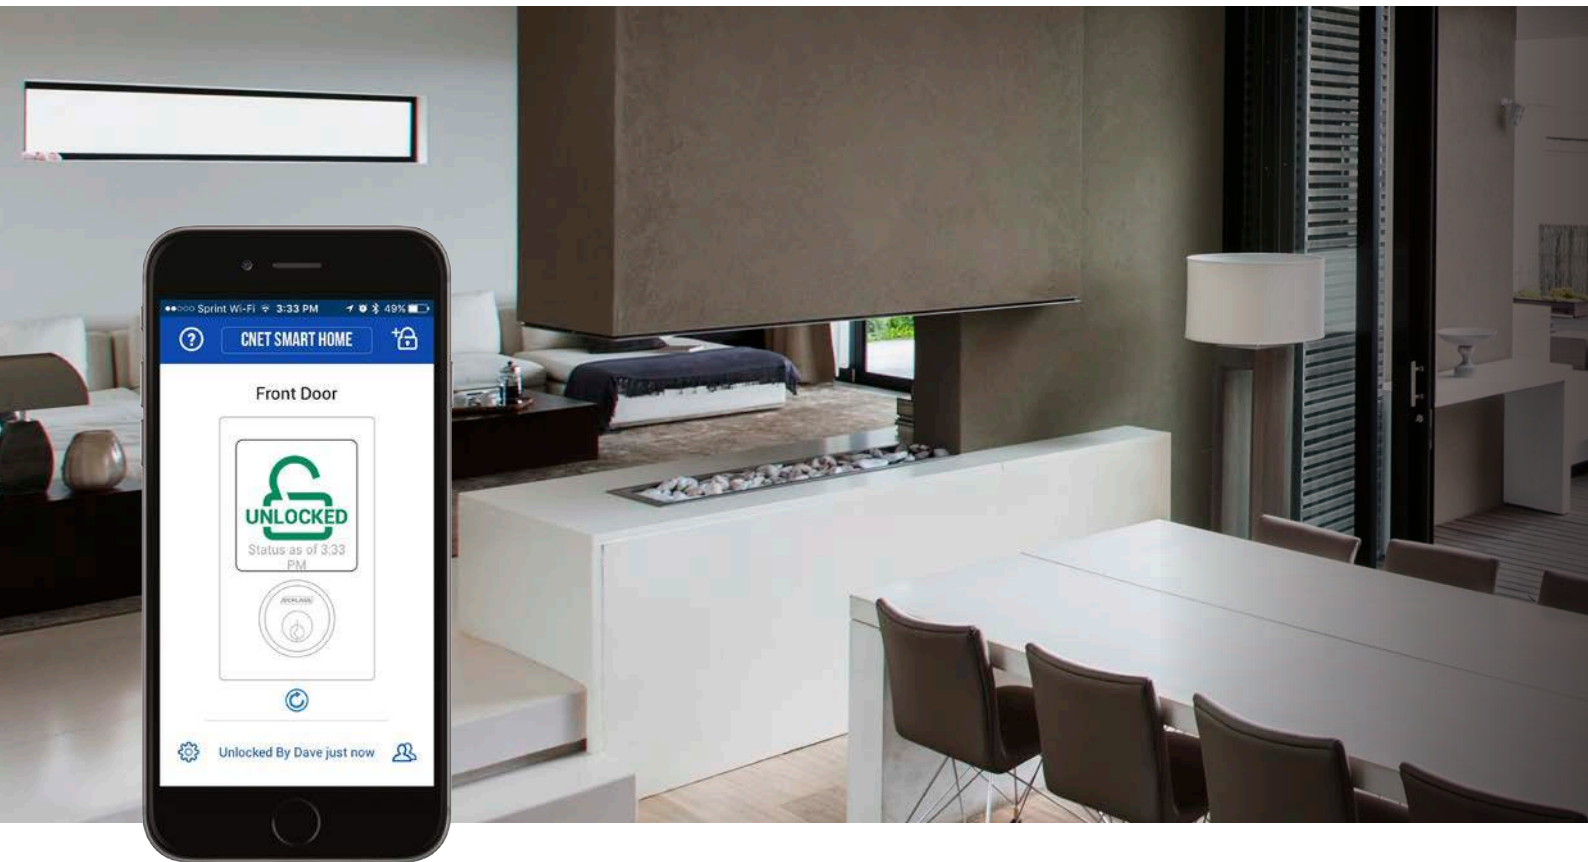 Sprint Wi-Fi 3:33 PM 49%
CNET SMART HOME
Front Door
UNLOCKED
Status as of 3:33
PM
SCHLAGE
Unlocked By Dave just now